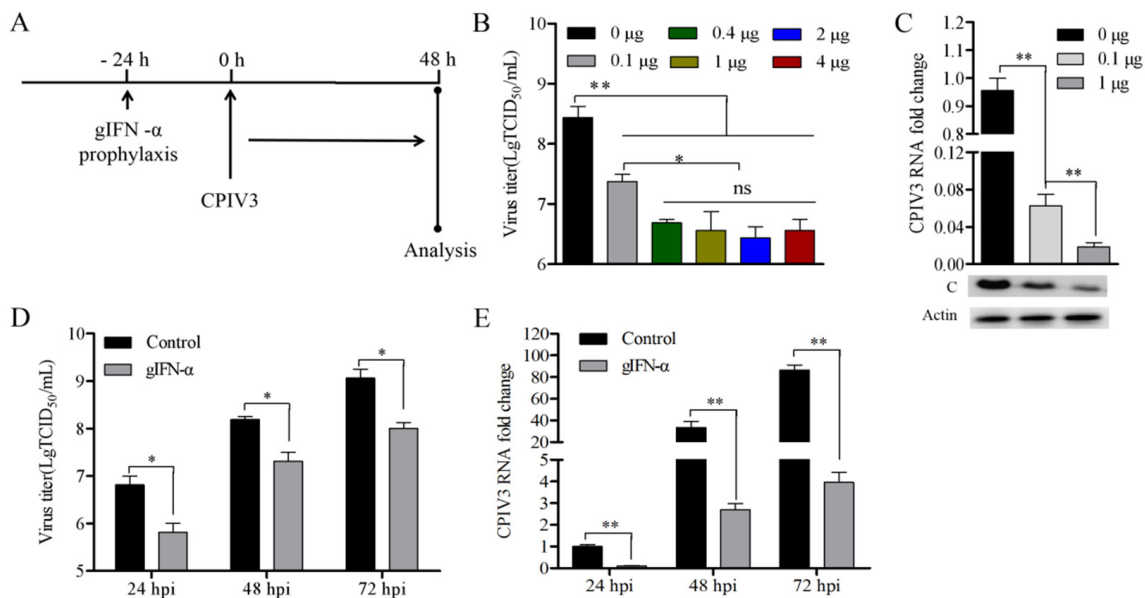 A
- 24 h
0 h
48 h
gIFN -α
prophylaxis
CPIV3
Analysis
B
Virus titer(LgTCID50/mL)
9
8
7
6
0 μg
0.4 μg
2 μg
0.1 μg
1 μg
4 μg
**
*
ns
C
CPIV3 RNA fold change
1.2
1.1
1.0
0.9
0.8
0.12
0.08
0.04
0.00
0 μg
0.1 μg
1 μg
**
**
C
Actin
D
Virus titer(LgTCID50/mL)
10
9
8
7
6
5
Control
gIFN-α
*
*
*
24 hpi
48 hpi
72 hpi
E
CPIV3 RNA fold change
120
100
80
60
40
20
5
4
3
2
1
0
Control
gIFN-α
**
**
**
24 hpi
48 hpi
72 hpi